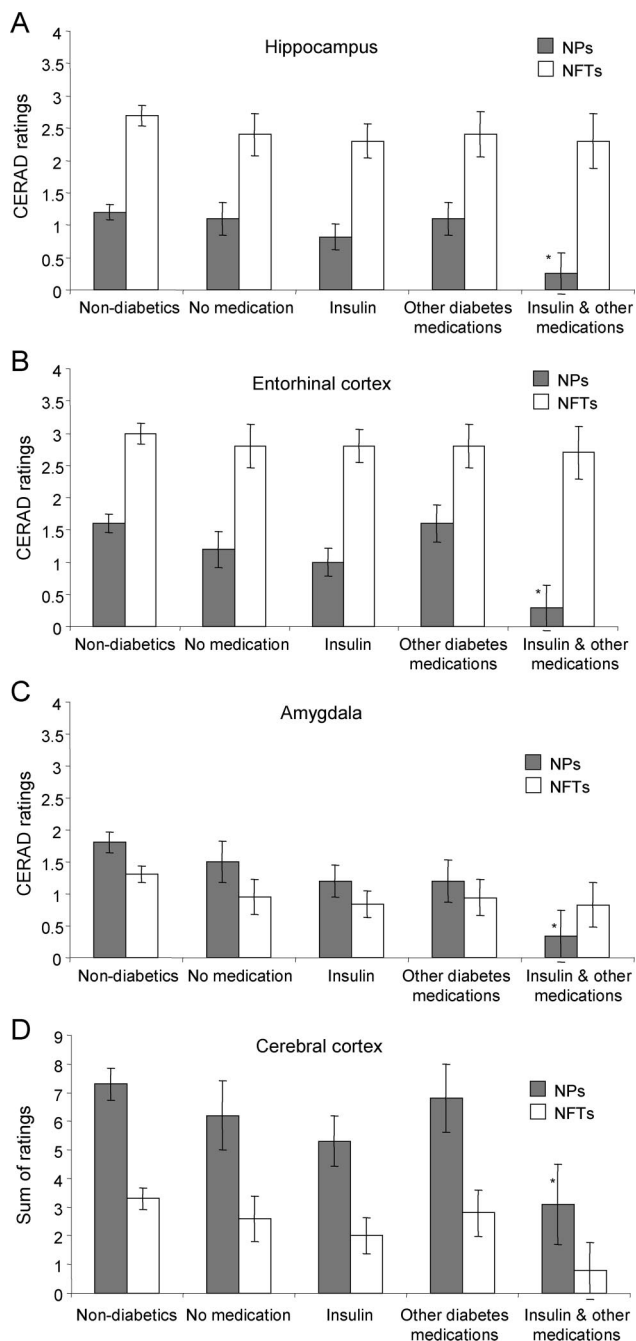 A
Hippocampus
NPs
NFTs
CERAD ratings
4
3.5
3
2.5
2
1.5
1
0.5
0
*
Non-diabetics No medication Insulin Other diabetes medications Insulin & other medications
B
Entorhinal cortex
NPs
NFTs
CERAD ratings
4
3.5
3
2.5
2
1.5
1
0.5
0
*
Non-diabetics No medication Insulin Other diabetes medications Insulin & other medications
C
Amygdala
NPs
NFTs
CERAD ratings
4
3.5
3
2.5
2
1.5
1
0.5
0
*
Non-diabetics No medication Insulin Other diabetes medications Insulin & other medications
D
Cerebral cortex
NPs
NFTs
Sum of ratings
9
8
7
6
5
4
3
2
1
0
*
Non-diabetics No medication Insulin Other diabetes medications Insulin & other medications